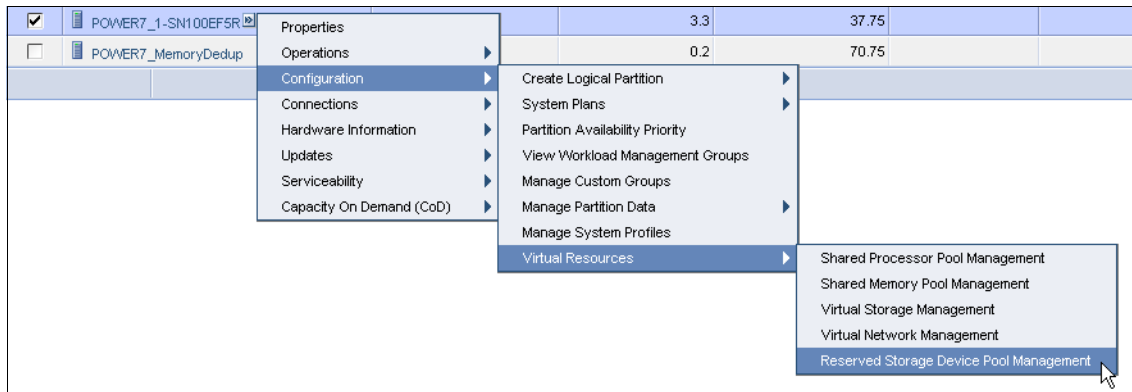 POWER7_1-SN100EF5R 3.3 37.75
POWER7_MemoryDedup 0.2 70.75
Properties
Operations
Configuration
Connections
Hardware Information
Updates
Serviceability
Capacity On Demand (CoD)
Create Logical Partition
System Plans
Partition Availability Priority
View Workload Management Groups
Manage Custom Groups
Manage Partition Data
Manage System Profiles
Virtual Resources
Shared Processor Pool Management
Shared Memory Pool Management
Virtual Storage Management
Virtual Network Management
Reserved Storage Device Pool Management